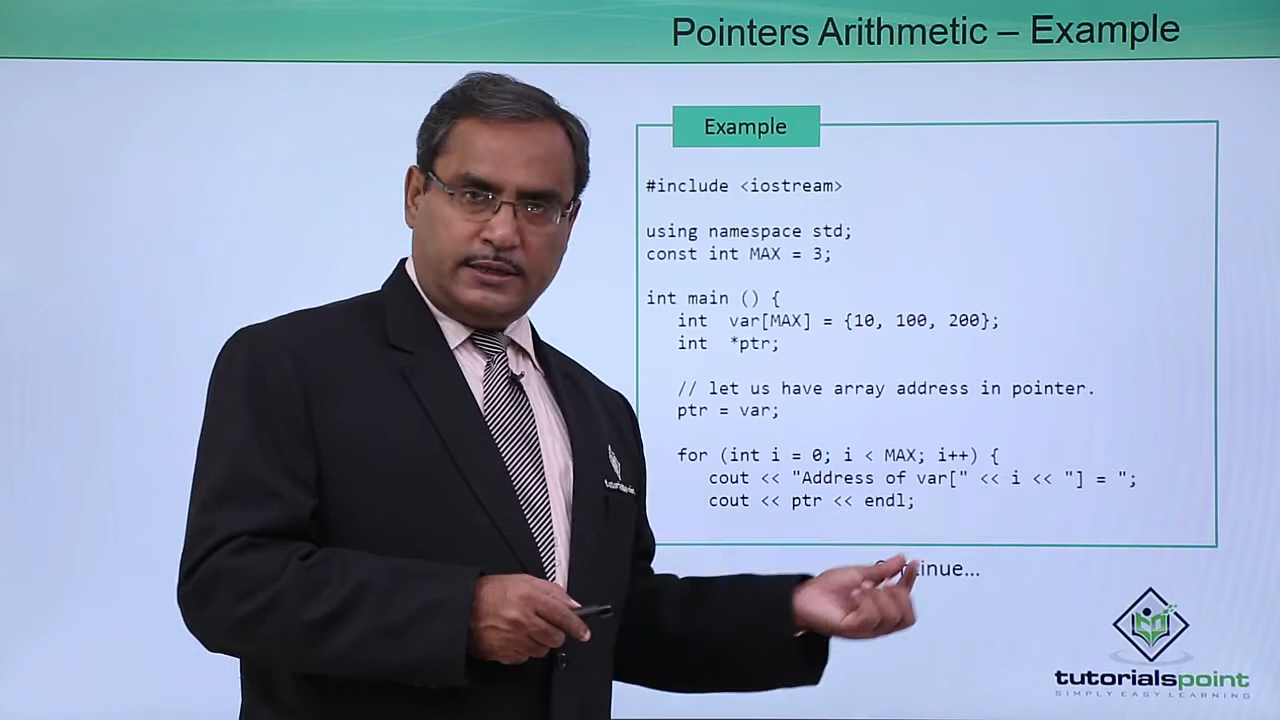 Pointers Arithmetic – Example
Example
#include <iostream>
using namespace std;
const int MAX = 3;
int main () {
int  var[MAX] = {10, 100, 200};
int  *ptr;
// let us have array address in pointer.
ptr = var;
for (int i = 0; i < MAX; i++) {
cout << "Address of var[" << i << "] = ";
cout << ptr << endl;
tutorialspoint
SIMPLY EASY LEARNING